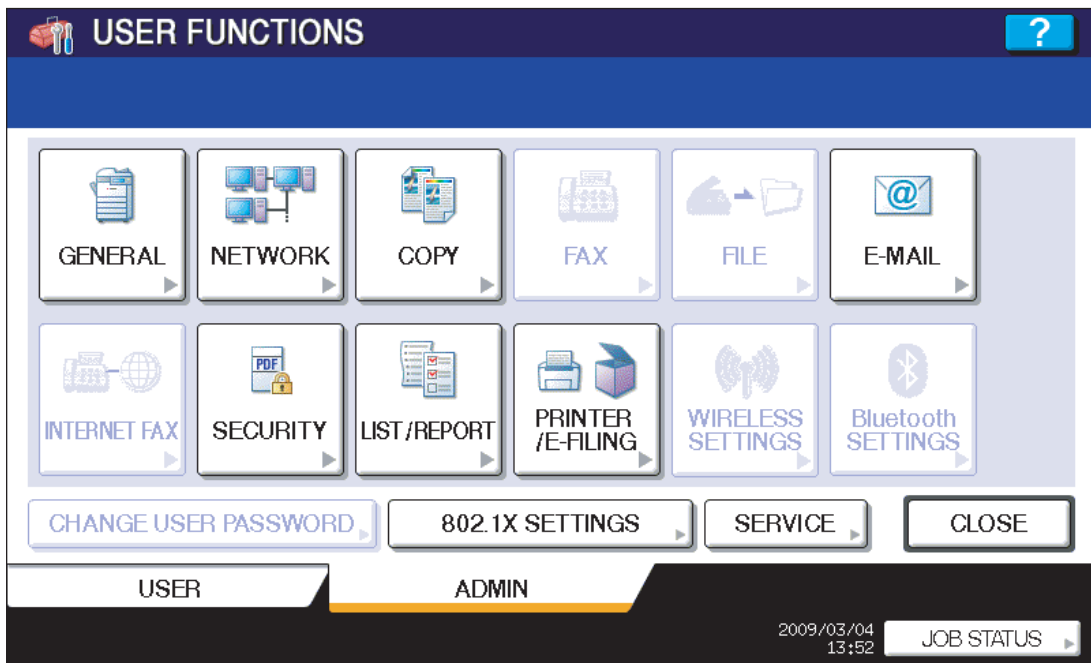 USER FUNCTIONS
?
GENERAL
NETWORK
COPY
FAX
FILE
@
E-MAIL
INTERNET FAX
PDF
SECURITY
LIST/REPORT
PRINTER
/E-FILING
WIRELESS
SETTINGS
Bluetooth
SETTINGS
CHANGE USER PASSWORD
802.1X SETTINGS
SERVICE
CLOSE
USER
ADMIN
2009/03/04
13:52
JOB STATUS